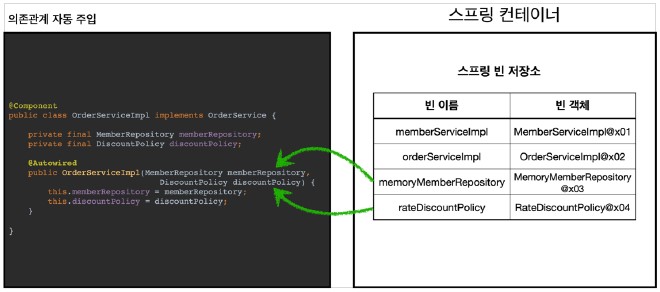 의존관계 자동 주입
@Component
public class OrderServiceImpl implements OrderService {
private final MemberRepository memberRepository;
private final DiscountPolicy discountPolicy;
@Autowired
public OrderServiceImpl(MemberRepository memberRepository,
DiscountPolicy discountPolicy) {
this.memberRepository = memberRepository;
this.discountPolicy = discountPolicy;
}
}
스프링 컨테이너
스프링 빈 저장소
빈 이름 빈 객체
memberServiceImpl MemberServiceImpl@x01
orderServiceImpl OrderServiceImpl@x02
memoryMemberRepository MemoryMemberRepository
@x03
rateDiscountPolicy RateDiscountPolicy@x04